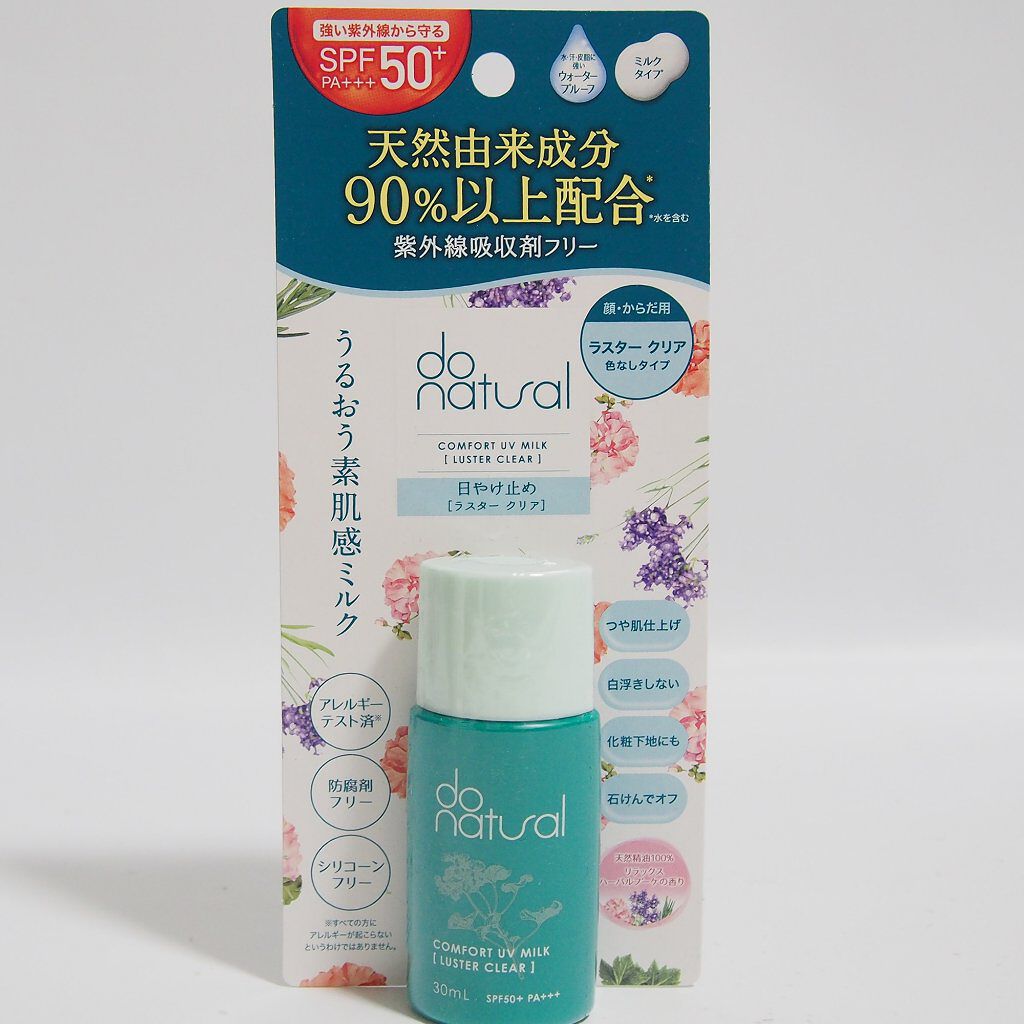 強い紫外線から守る
SPF50+
PA+++
水・汗・皮脂に
強い
ウォーター
プルーフ
ミルク
タイプ
天然由来成分
90%以上配合*
*水を含む
紫外線吸収剤フリー
顔・からだ用
ラスター クリア
色なしタイプ
うるおう素肌感ミルク
do
natural
COMFORT UV MILK
[ LUSTER CLEAR ]
日やけ止め
[ラスター クリア]
つや肌仕上げ
白浮きしない
化粧下地にも
石けんでオフ
天然精油100%
リラックス
ハーバルブーケの香り
アレルギー
テスト済※
防腐剤
フリー
シリコーン
フリー
※すべての方に
アレルギーが起こらない
というわけではありません。
do
natural
COMFORT UV MILK
[ LUSTER CLEAR ]
30mL SPF50+ PA+++